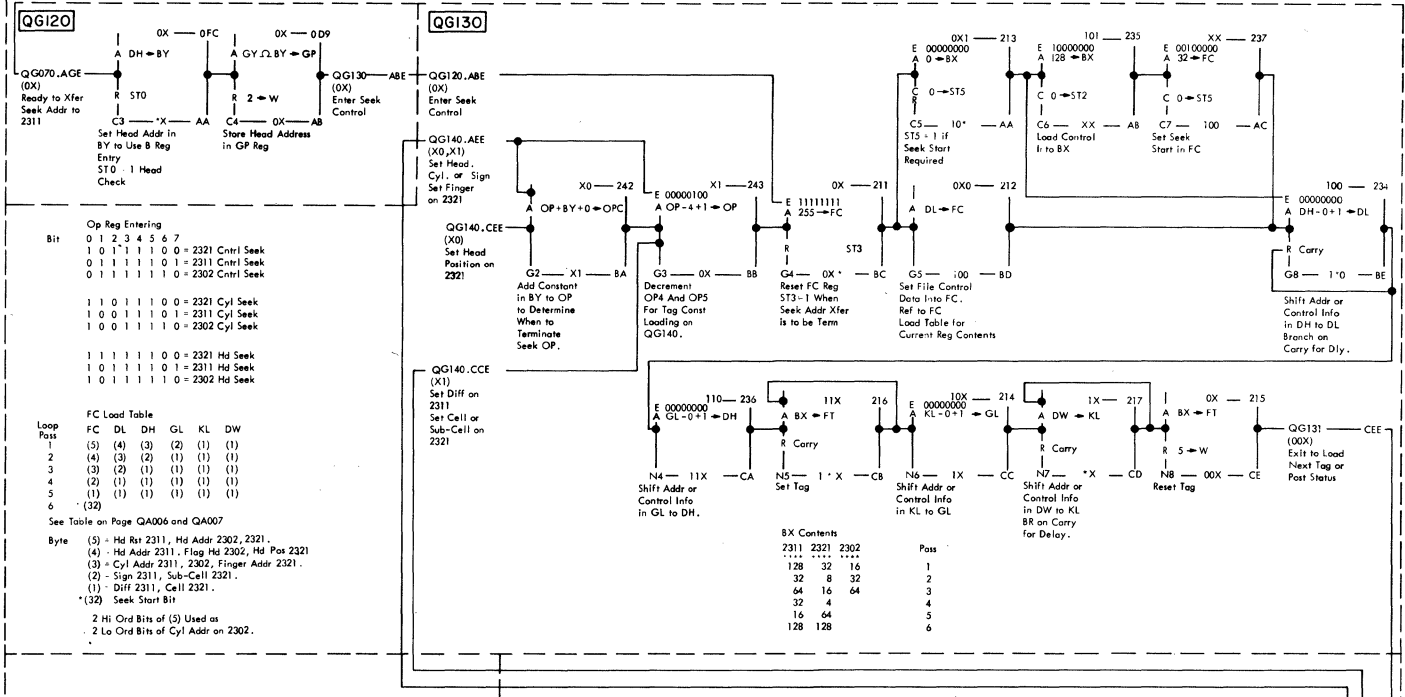 QG120
QG130
0X — 0FC
A DH → BY
R ST0
C3 — *X — AA
Set Head Addr in
BY to Use B Reg
Entry
ST0 - 1 Head
Check
0X — 0D9
A GY Ω BY → GP
R 2 → W
C4 — 0X — AB
Store Head Address
in GP Reg
QG070.AGE
(0X)
Ready to Xfer
Seek Addr to
2311
QG130 — ABE
(0X)
Enter Seek
Control
QG120.ABE
(0X)
Enter Seek
Control
QG140.AEE
(X0,X1)
Set Head.
Cyl. or Sign
Set Finger
on 2321
QG140.CEE
(X0)
Set Head
Position on
2321
X0 — 242
A OP+BY+0 → OPC
G2 — X1 — BA
Add Constant
in BY to OP
to Determine
When to
Terminate
Seek OP.
X1 — 243
E 00000100
A OP-4+1 → OP
G3 — 0X — BB
Decrement
OP4 And OP5
For Tag Const
Loading on
QG140.
0X — 211
E 11111111
A 255 → FC
R
ST3
G4 — 0X* — BC
Reset FC Reg
ST3=1 When
Seek Addr Xfer
is to be Term
0X0 — 212
A DL → FC
G5 — 100 — BD
Set File Control
Data Into FC.
Ref to FC
Load Table for
Current Reg Contents
0X1 — 213
E 00000000
A 0 → BX
C 0 → ST5
R
C5 — 10* — AA
ST5 = 1 if
Seek Start
Required
101 — 235
E 10000000
A 128 → BX
C 0 → ST2
C6 — XX — AB
Load Control
Ir to BX
XX — 237
E 00100000
A 32 → FC
C 0 → ST5
C7 — 100 — AC
Set Seek
Start in FC
100 — 234
E 00000000
A DH-0+1 → DL
R Carry
G8 — 1*0 — BE
Shift Addr or
Control Info
in DH to DL
Branch on
Carry for Dly.
Op Reg Entering
Bit 0 1 2 3 4 5 6 7
1 0 1 1 1 1 0 0 = 2321 Cntrl Seek
0 1 1 1 1 1 0 1 = 2311 Cntrl Seek
0 1 1 1 1 1 1 0 = 2302 Cntrl Seek
1 1 0 1 1 1 0 0 = 2321 Cyl Seek
1 0 0 1 1 1 0 1 = 2311 Cyl Seek
1 0 0 1 1 1 1 0 = 2302 Cyl Seek
1 1 1 1 1 1 0 0 = 2321 Hd Seek
1 0 1 1 1 1 0 1 = 2311 Hd Seek
1 0 1 1 1 1 1 0 = 2302 Hd Seek
QG140.CCE
(X1)
Set Diff on
2311
Set Cell or
Sub-Cell on
2321
FC Load Table
Loop
Pass FC DL DH GL KL DW
1 (5) (4) (3) (2) (1) (1)
2 (4) (3) (2) (1) (1) (1)
3 (3) (2) (1) (1) (1) (1)
4 (2) (1) (1) (1) (1) (1)
5 (1) (1) (1) (1) (1) (1)
6 *(32)
See Table on Page QA006 and QA007
Byte (5) = Hd Rst 2311, Hd Addr 2302, 2321.
(4) - Hd Addr 2311. Flag Hd 2302, Hd Pos 2321
(3) = Cyl Addr 2311, 2302, Finger Addr 2321.
(2) - Sign 2311, Sub-Cell 2321.
(1) - Diff 2311, Cell 2321.
*(32) Seek Start Bit
2 Hi Ord Bits of (5) Used as
2 Lo Ord Bits of Cyl Addr on 2302.
110 — 236
E 00000000
A GL-0+1 → DH
N4 — 11X — CA
Shift Addr or
Control Info
in GL to DH.
11X 216
A BX → FT
R Carry
N5 — 1*X — CB
Set Tag
10X — 214
E 00000000
A KL-0+1 → GL
N6 — 1X — CC
Shift Addr or
Control Info
in KL to GL
1X — 217
A DW → KL
R Carry
N7 — *X — CD
Shift Addr or
Control Info
in DW to KL
BR on Carry
for Delay.
0X — 215
A BX → FT
R 5 → W
N8 — 00X — CE
Reset Tag
QG131 — CEE
(00X)
Exit to Load
Next Tag or
Post Status
BX Contents
2311 2321 2302 Pass
**** **** ****
128 32 16 1
32 8 32 2
64 16 64 3
32 4 4
16 64 5
128 128 6